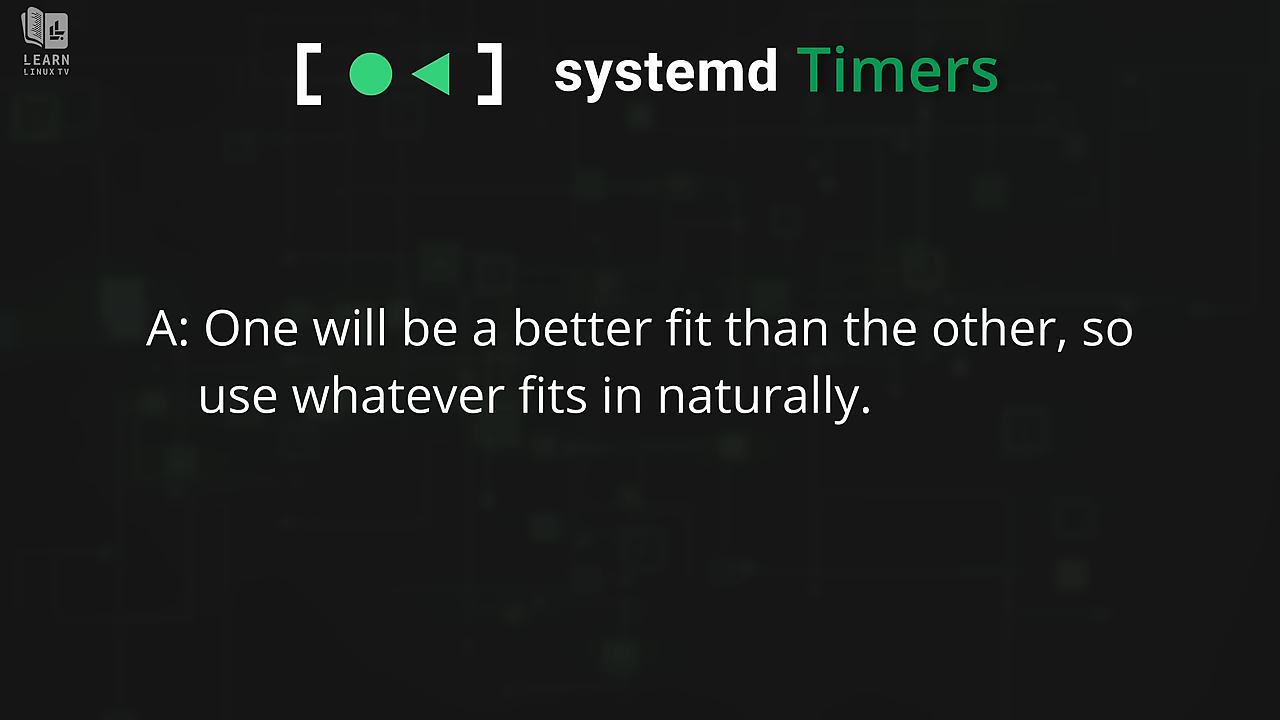 LEARN
LINUX TV
systemd Timers
A: One will be a better fit than the other, so
use whatever fits in naturally.